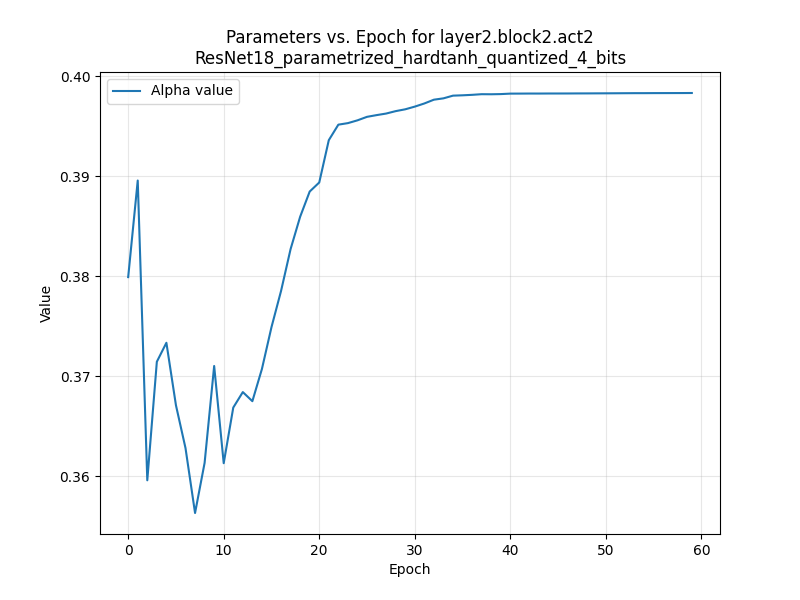 Parameters vs. Epoch for layer2.block2.act2
ResNet18_parametrized_hardtanh_quantized_4_bits
Alpha value
0.40
0.39
0.38
0.37
0.36
Value
0 10 20 30 40 50 60
Epoch